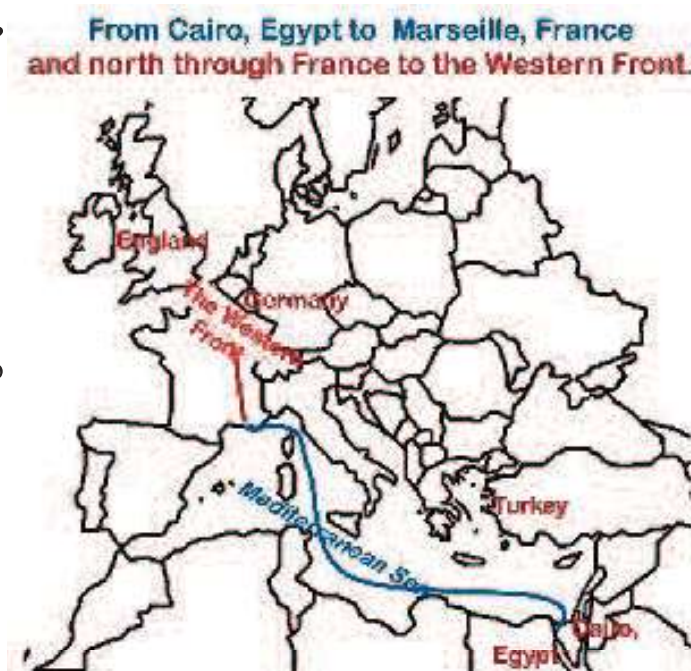 From Cairo, Egypt to Marseille, France
and north through France to the Western Front.
England
Germany
The Western
Front
Mediterranean Sea
Turkey
Cairo,
Egypt